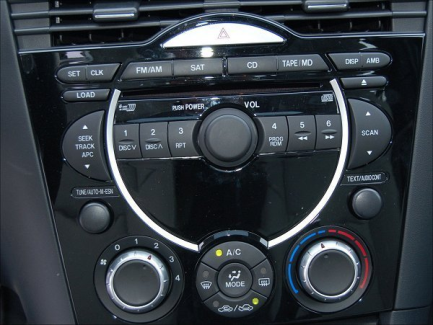 FM/AM SAT CD TAPE/MD
SET CLK
DISP AMB
LOAD
PUSH POWER VOL
SEEK
TRACK
APC
1 DISC∨
2 DISC∧
3 RPT
4 PROG RDM
5 ◄◄
6 ►►
SCAN
TUNE/AUTO-M-ESN
TEXT/AUDIOCONT
0 1 2 3 4
A/C
MODE